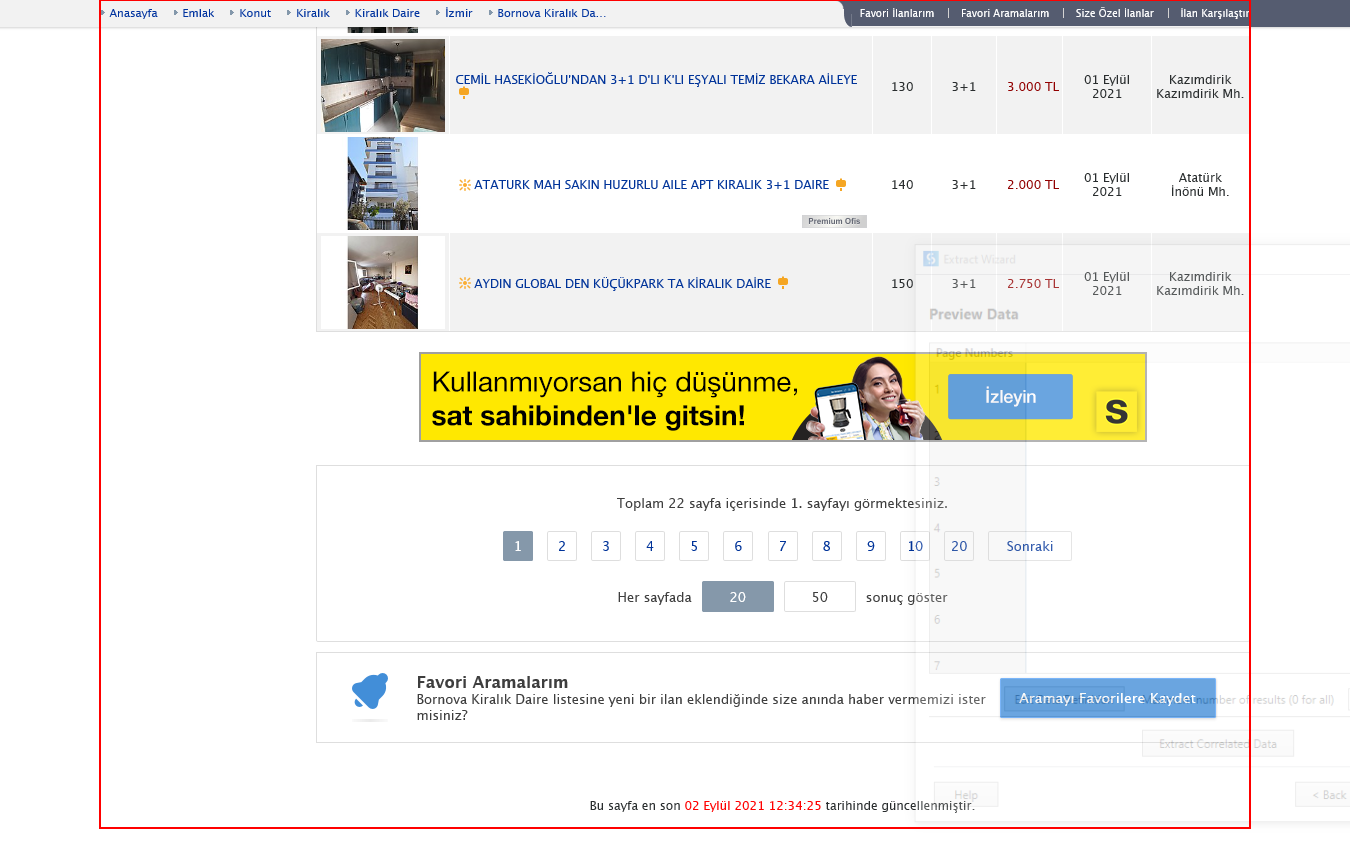 Anasayfa Emlak Konut Kiralık Kiralık Daire İzmir Bornova Kiralık Da...
Favori İlanlarım | Favori Aramalarım | Size Özel İlanlar | İlan Karşılaştır
CEMİL HASEKİOĞLU'NDAN 3+1 D'LI K'LI EŞYALI TEMİZ BEKARA AİLEYE
130 3+1 3.000 TL 01 Eylül
2021
Kazımdirik
Kazımdirik Mh.
ATATURK MAH SAKIN HUZURLU AILE APT KIRALIK 3+1 DAIRE
140 3+1 2.000 TL 01 Eylül
2021
Atatürk
İnönü Mh.
Premium Ofis
AYDIN GLOBAL DEN KÜÇÜKPARK TA KİRALIK DAİRE
150 3+1 2.750 TL 01 Eylül
2021
Kazımdirik
Kazımdirik Mh.
Extract Wizard
Preview Data
Page Numbers
1
3
4
5
6
7
Kullanmıyorsan hiç düşünme,
sat sahibinden'le gitsin!
İzleyin
S
Toplam 22 sayfa içerisinde 1. sayfayı görmektesiniz.
1 2 3 4 5 6 7 8 9 10 20 Sonraki
Her sayfada 20 50 sonuç göster
Favori Aramalarım
Bornova Kiralık Daire listesine yeni bir ilan eklendiğinde size anında haber vermemizi ister
misiniz?
Aramayı Favorilere Kaydet
number of results (0 for all)
Extract Correlated Data
Help
< Back
Bu sayfa en son 02 Eylül 2021 12:34:25 tarihinde güncellenmiştir.